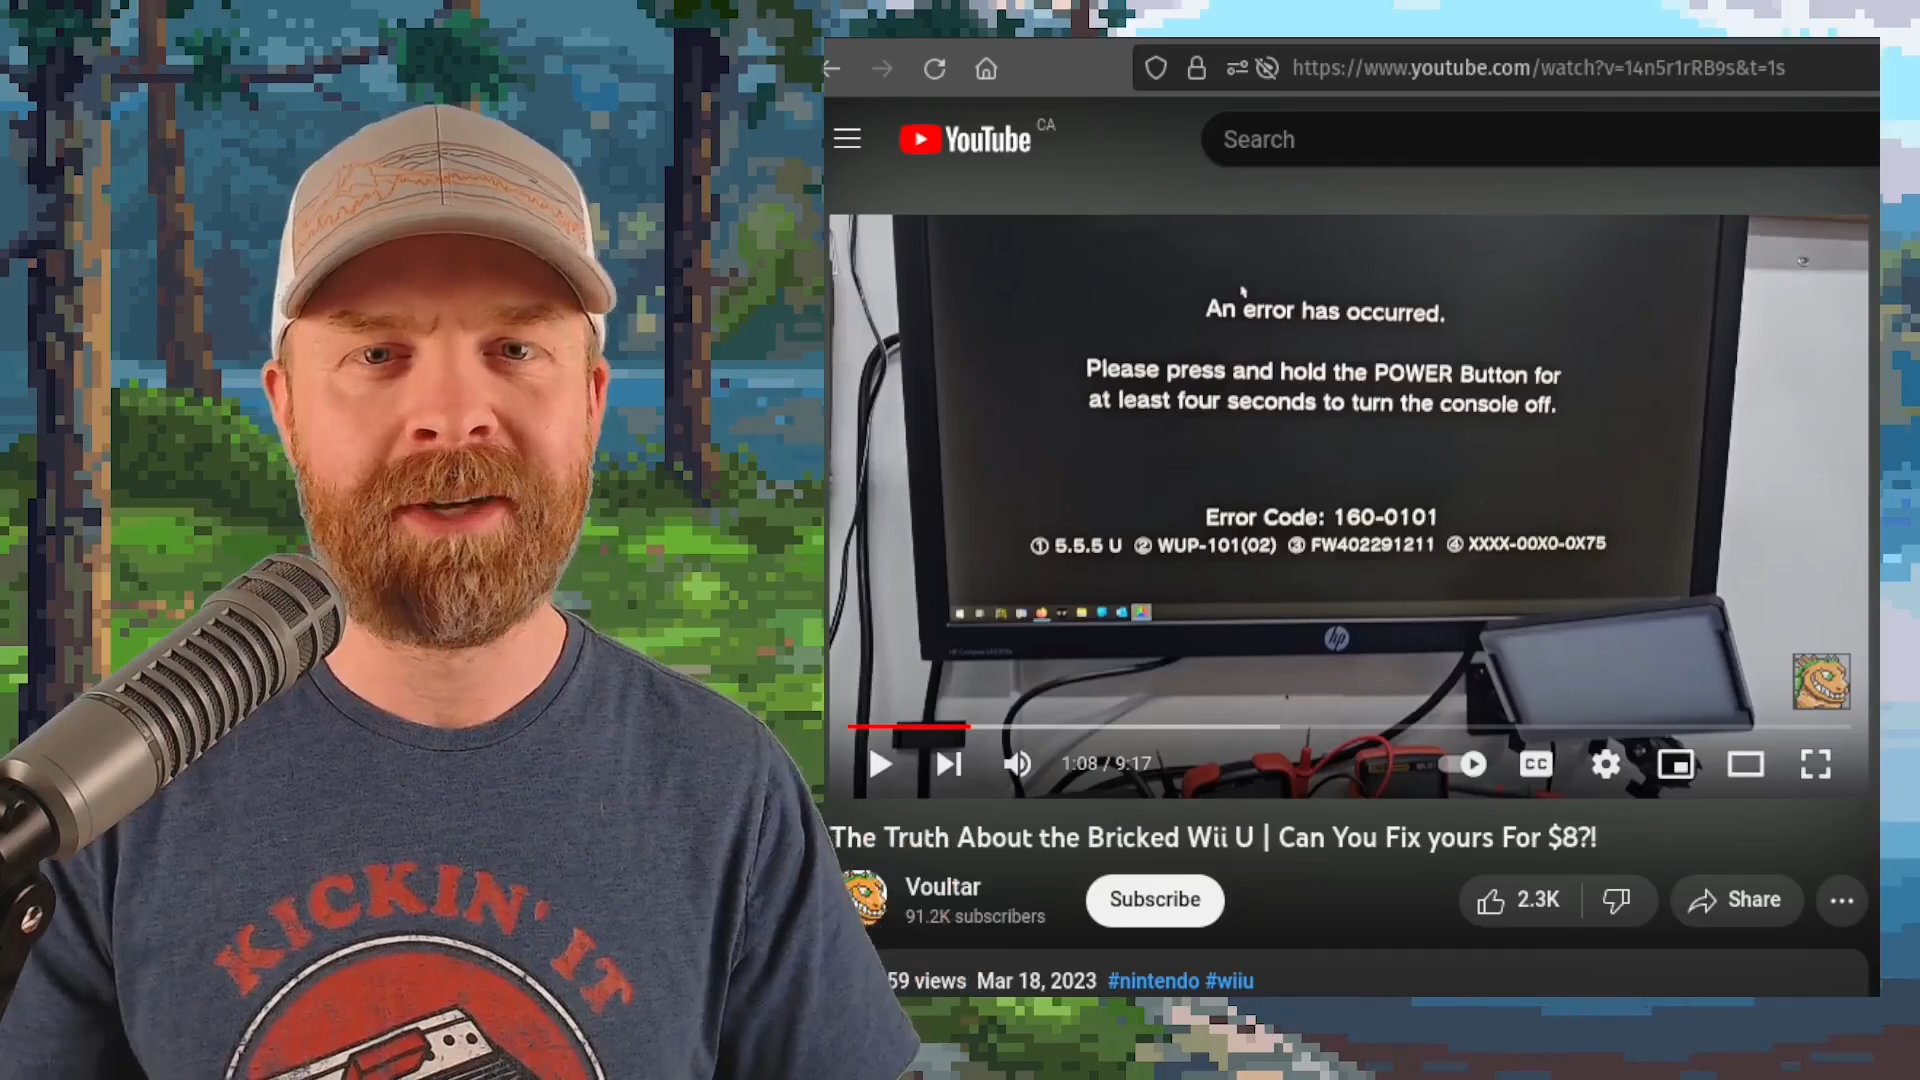 https://www.youtube.com/watch?v=14n5r1rRB9s&t=1s
YouTube CA
Search
An error has occurred.
Please press and hold the POWER Button for
at least four seconds to turn the console off.
Error Code: 160-0101
① 5.5.5 U ② WUP-101(02) ③ FW402291211 ④ XXXX-00X0-0X75
hp
1:08 / 9:17
CC
The Truth About the Bricked Wii U | Can You Fix yours For $8?!
Voultar
91.2K subscribers
Subscribe
2.3K
Share
59 views Mar 18, 2023 #nintendo #wiiu
KICKIN' IT